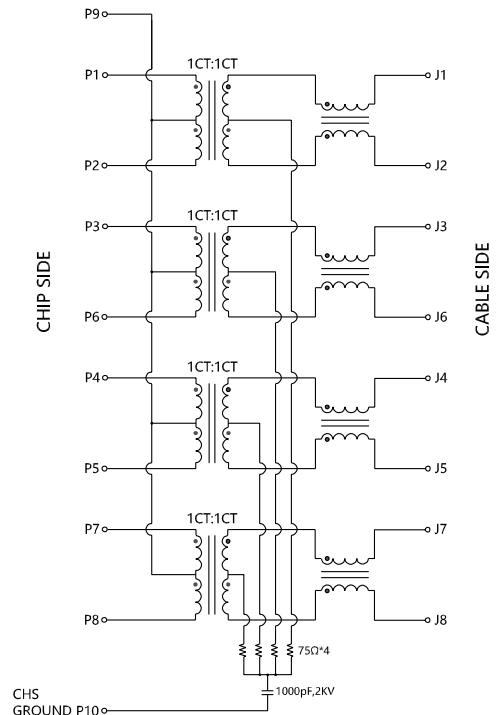 P9
1CT:1CT
P1
J1
P2
J2
1CT:1CT
P3
J3
P6
J6
CHIP SIDE
CABLE SIDE
1CT:1CT
P4
J4
P5
J5
1CT:1CT
P7
J7
P8
J8
75Ω*4
1000pF,2KV
CHS
GROUND P10